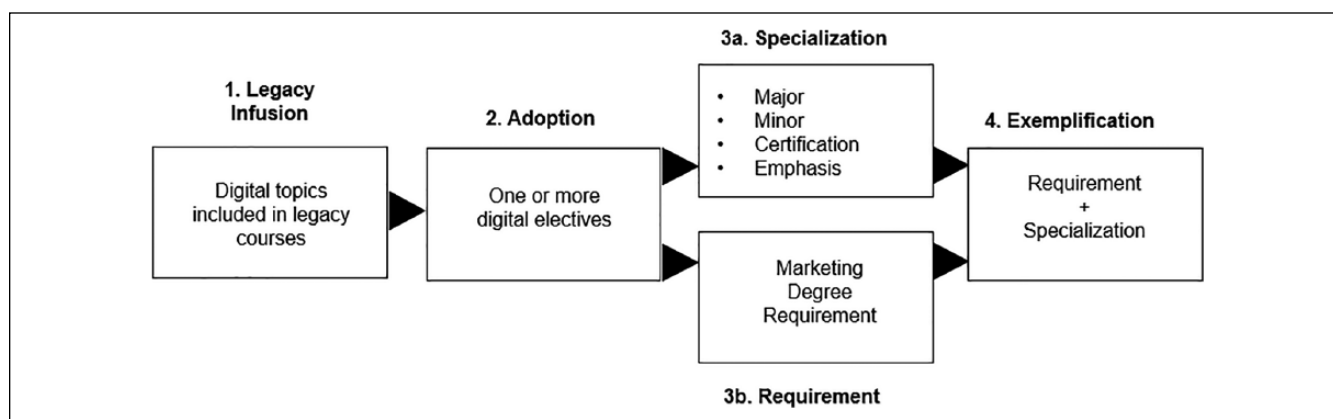 1. Legacy
Infusion
Digital topics
included in legacy
courses
2. Adoption
One or more
digital electives
3a. Specialization
• Major
• Minor
• Certification
• Emphasis
Marketing
Degree
Requirement
3b. Requirement
4. Exemplification
Requirement
+
Specialization